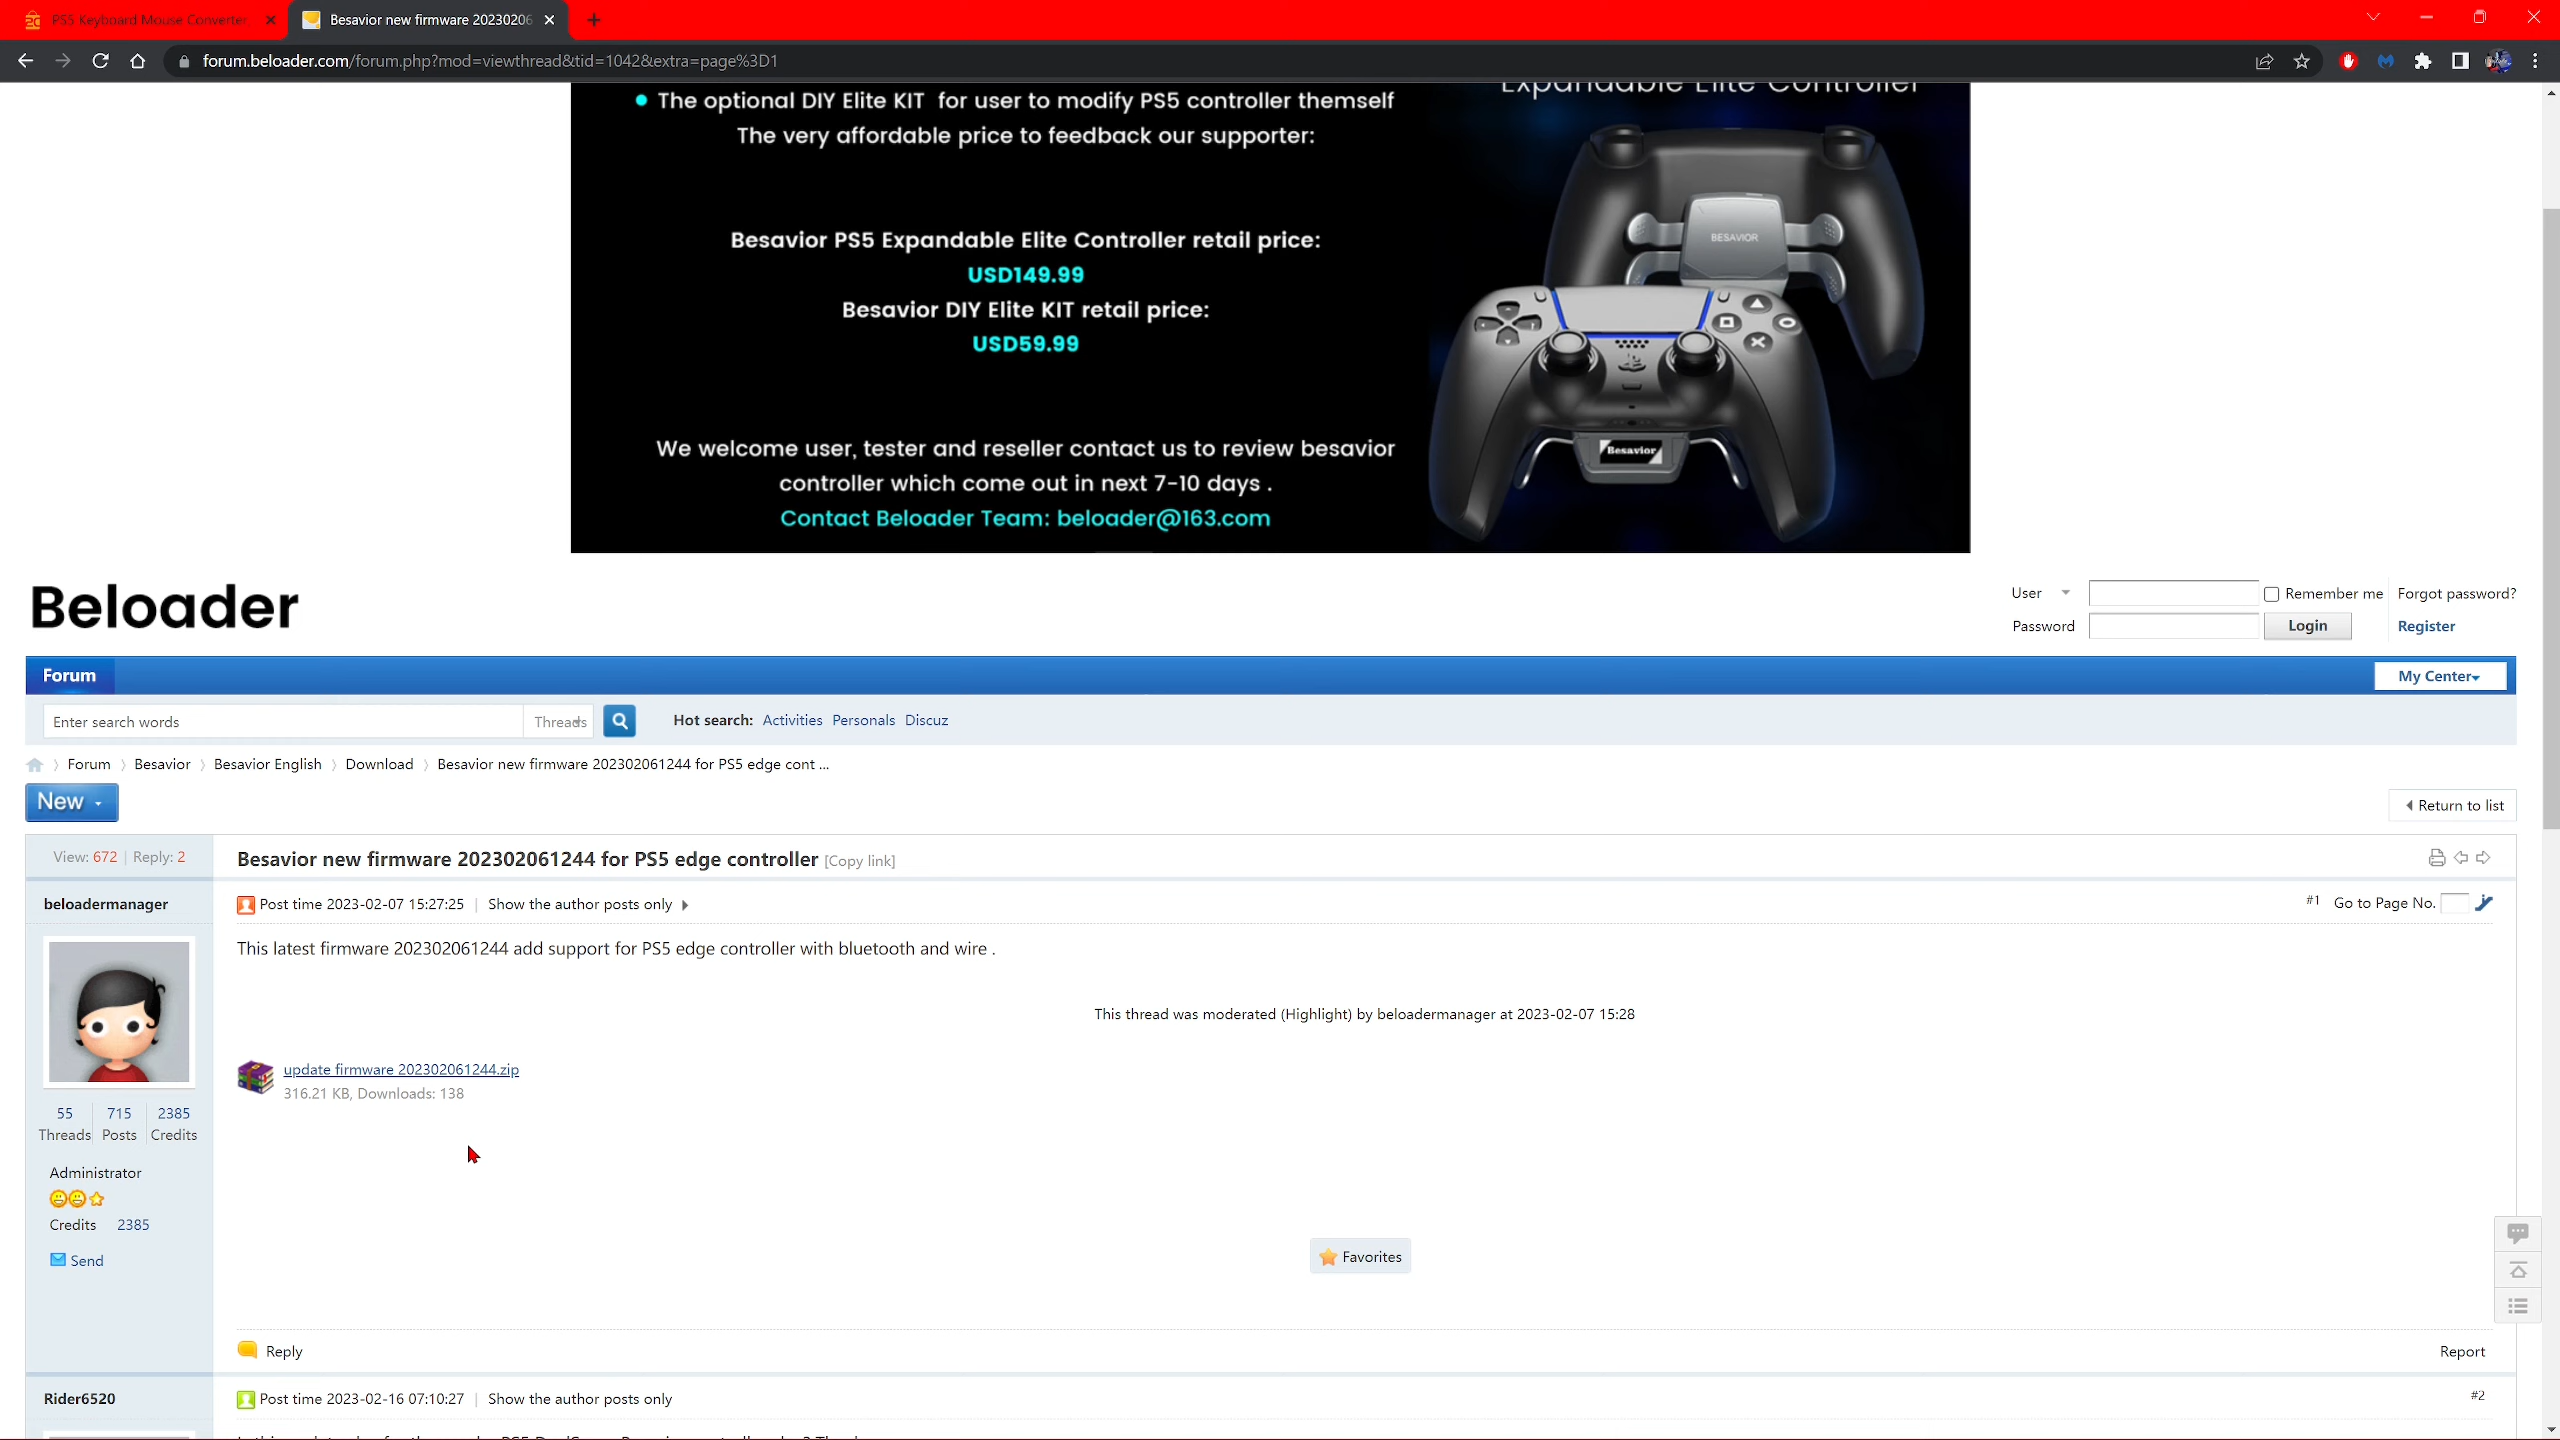 PS5 Keyboard Mouse Converter
Besavior new firmware 20230206
forum.beloader.com/forum.php?mod=viewthread&tid=1042&extra=page%3D1
Expandable Elite Controller
The optional DIY Elite KIT for user to modify PS5 controller themself
The very affordable price to feedback our supporter:
Besavior PS5 Expandable Elite Controller retail price:
USD149.99
Besavior DIY Elite KIT retail price:
USD59.99
We welcome user, tester and reseller contact us to review besavior
controller which come out in next 7-10 days .
Contact Beloader Team: beloader@163.com
BESAVIOR
Besavior
Beloader
User Remember me Forgot password?
Password Login Register
Forum My Center
Enter search words Threads Hot search: Activities Personals Discuz
Forum Besavior Besavior English Download Besavior new firmware 202302061244 for PS5 edge cont ...
New Return to list
View: 672 | Reply: 2 Besavior new firmware 202302061244 for PS5 edge controller [Copy link]
beloadermanager Post time 2023-02-07 15:27:25 | Show the author posts only #1 Go to Page No.
This latest firmware 202302061244 add support for PS5 edge controller with bluetooth and wire .
This thread was moderated (Highlight) by beloadermanager at 2023-02-07 15:28
update firmware 202302061244.zip
316.21 KB, Downloads: 138
55 715 2385
Threads Posts Credits
Administrator
Credits 2385
Send
Favorites
Reply Report
Rider6520 Post time 2023-02-16 07:10:27 | Show the author posts only #2